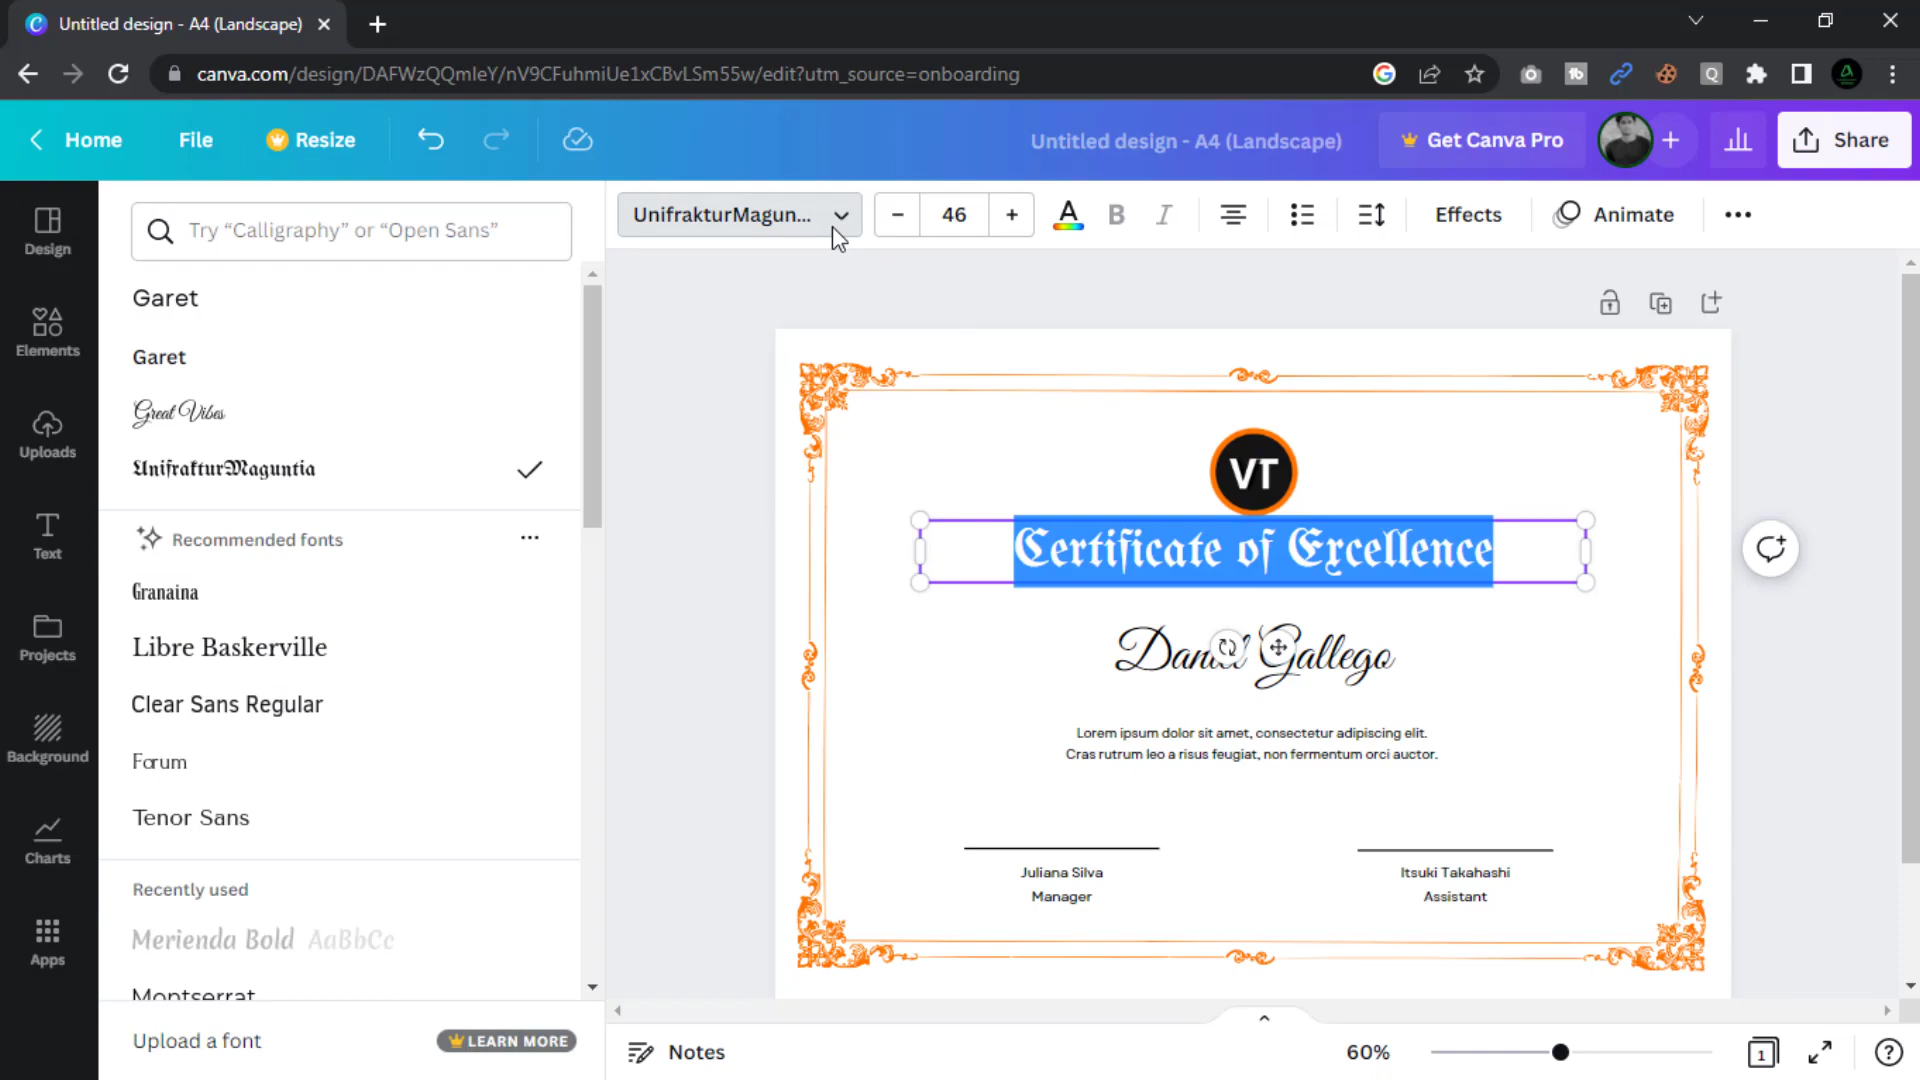 Untitled design - A4 (Landscape)
canva.com/design/DAFWzQQmleY/nV9CFuhmiUe1xCBvLSm55w/edit?utm_source=onboarding
Home
File
Resize
Untitled design - A4 (Landscape)
Get Canva Pro
Share
Design
Elements
Uploads
Text
Projects
Background
Charts
Apps
Try “Calligraphy” or “Open Sans”
Garet
Garet
Great Vibes
UnifrakturMaguntia
Recommended fonts
Granaina
Libre Baskerville
Clear Sans Regular
Forum
Tenor Sans
Recently used
Merienda Bold AaBbCc
Montserrat
Upload a font
LEARN MORE
UnifrakturMagun...
46
A
B
I
Effects
Animate
VT
Certificate of Excellence
Daniel Gallego
Lorem ipsum dolor sit amet, consectetur adipiscing elit.
Cras rutrum leo a risus feugiat, non fermentum orci auctor.
Juliana Silva
Manager
Itsuki Takahashi
Assistant
Notes
60%
1